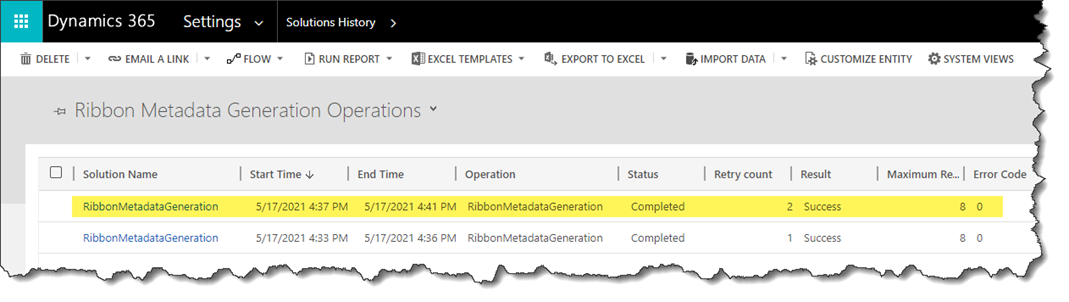 Dynamics 365 Settings Solutions History
DELETE EMAIL A LINK FLOW RUN REPORT EXCEL TEMPLATES EXPORT TO EXCEL IMPORT DATA CUSTOMIZE ENTITY SYSTEM VIEWS
Ribbon Metadata Generation Operations
Solution Name Start Time ↓ End Time Operation Status Retry count Result Maximum Re... Error Code
RibbonMetadataGeneration 5/17/2021 4:37 PM 5/17/2021 4:41 PM RibbonMetadataGeneration Completed 2 Success 8 0
RibbonMetadataGeneration 5/17/2021 4:33 PM 5/17/2021 4:36 PM RibbonMetadataGeneration Completed 1 Success 8 0